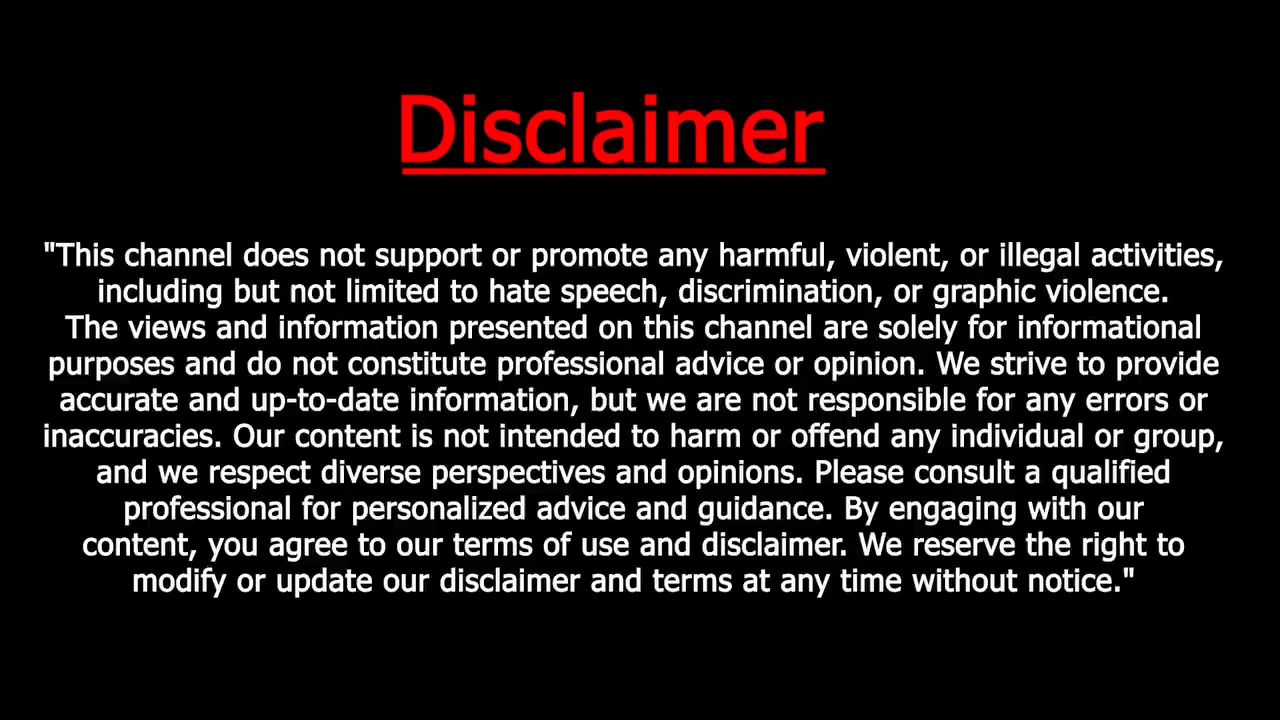 Disclaimer
"This channel does not support or promote any harmful, violent, or illegal activities,
including but not limited to hate speech, discrimination, or graphic violence.
The views and information presented on this channel are solely for informational
purposes and do not constitute professional advice or opinion. We strive to provide
accurate and up-to-date information, but we are not responsible for any errors or
inaccuracies. Our content is not intended to harm or offend any individual or group,
and we respect diverse perspectives and opinions. Please consult a qualified
professional for personalized advice and guidance. By engaging with our
content, you agree to our terms of use and disclaimer. We reserve the right to
modify or update our disclaimer and terms at any time without notice."